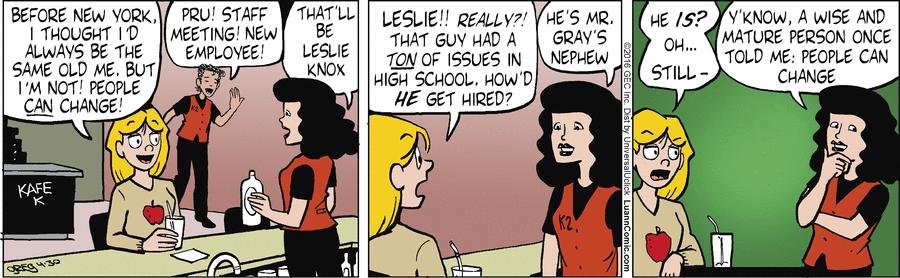 BEFORE NEW YORK,
I THOUGHT I'D
ALWAYS BE THE
SAME OLD ME. BUT
I'M NOT! PEOPLE
CAN CHANGE!
PRU! STAFF
MEETING! NEW
EMPLOYEE!
THAT'LL
BE
LESLIE
KNOX
KAFE
K
GREG 4-30
LESLIE!! REALLY?!
THAT GUY HAD A
TON OF ISSUES IN
HIGH SCHOOL. HOW'D
HE GET HIRED?
HE'S MR.
GRAY'S
NEPHEW
K2
©2016 GEC Inc. Dist by UniversalUclick LuannComic.com
HE IS?
OH...
STILL-
Y'KNOW, A WISE AND
MATURE PERSON ONCE
TOLD ME: PEOPLE CAN
CHANGE